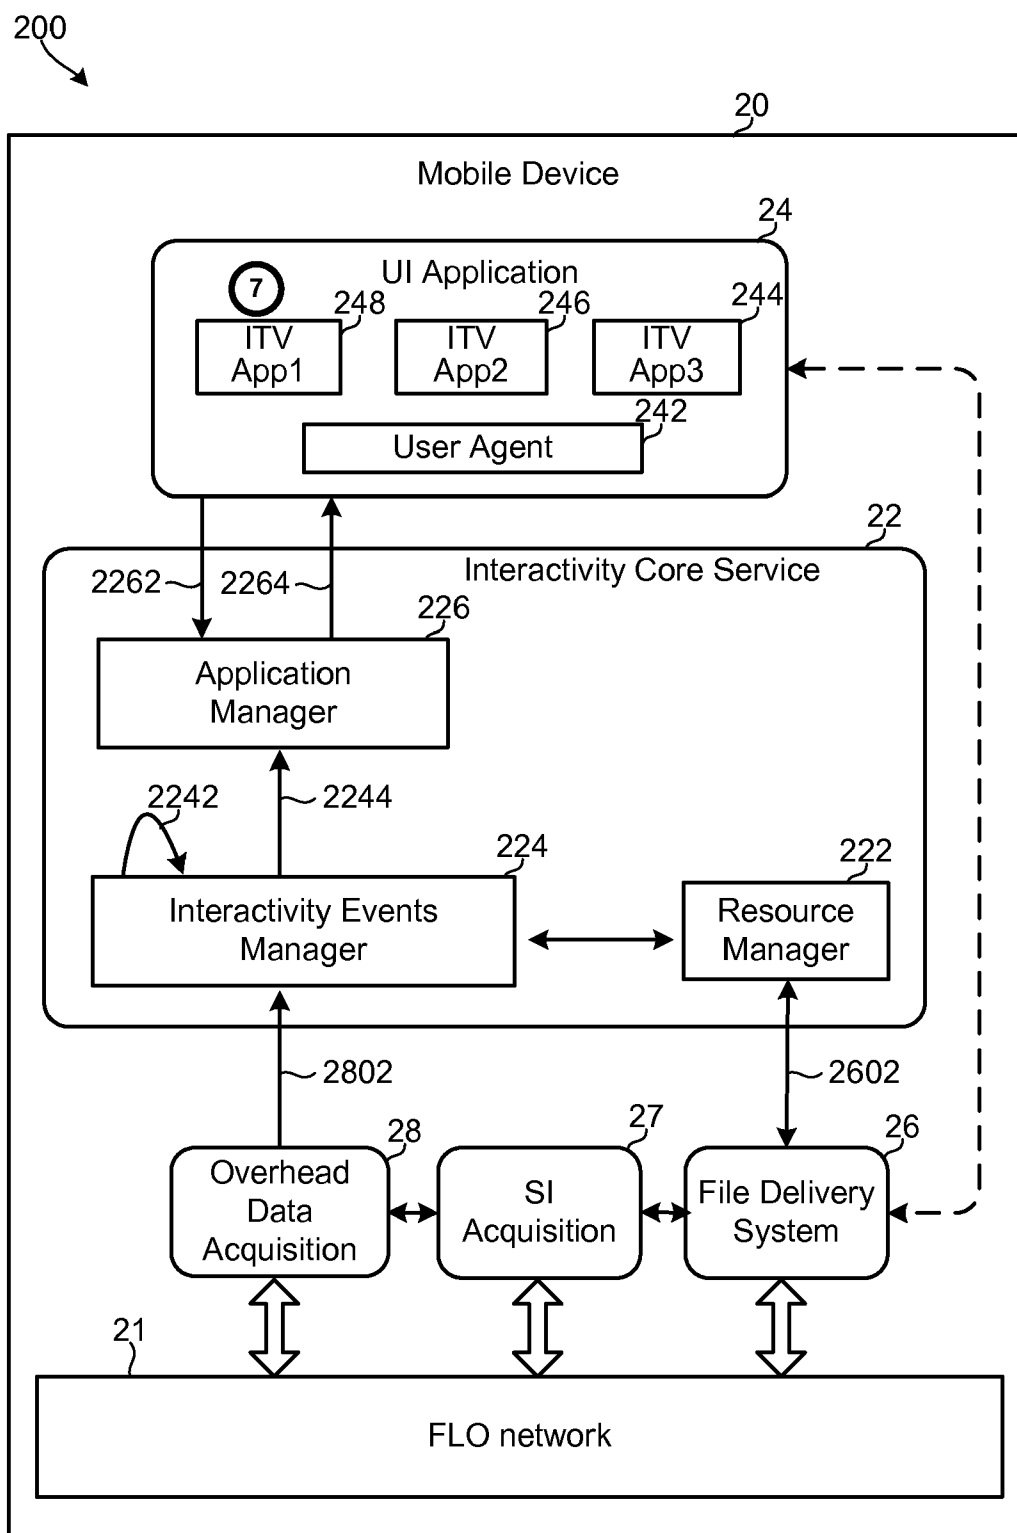 200
20
Mobile Device
24
UI Application
7
248
246
244
ITV
App1
ITV
App2
ITV
App3
242
User Agent
22
Interactivity Core Service
2262
2264
226
Application
Manager
2242
2244
224
222
Interactivity Events
Manager
Resource
Manager
2802
2602
28
27
26
Overhead
Data
Acquisition
SI
Acquisition
File Delivery
System
21
FLO network